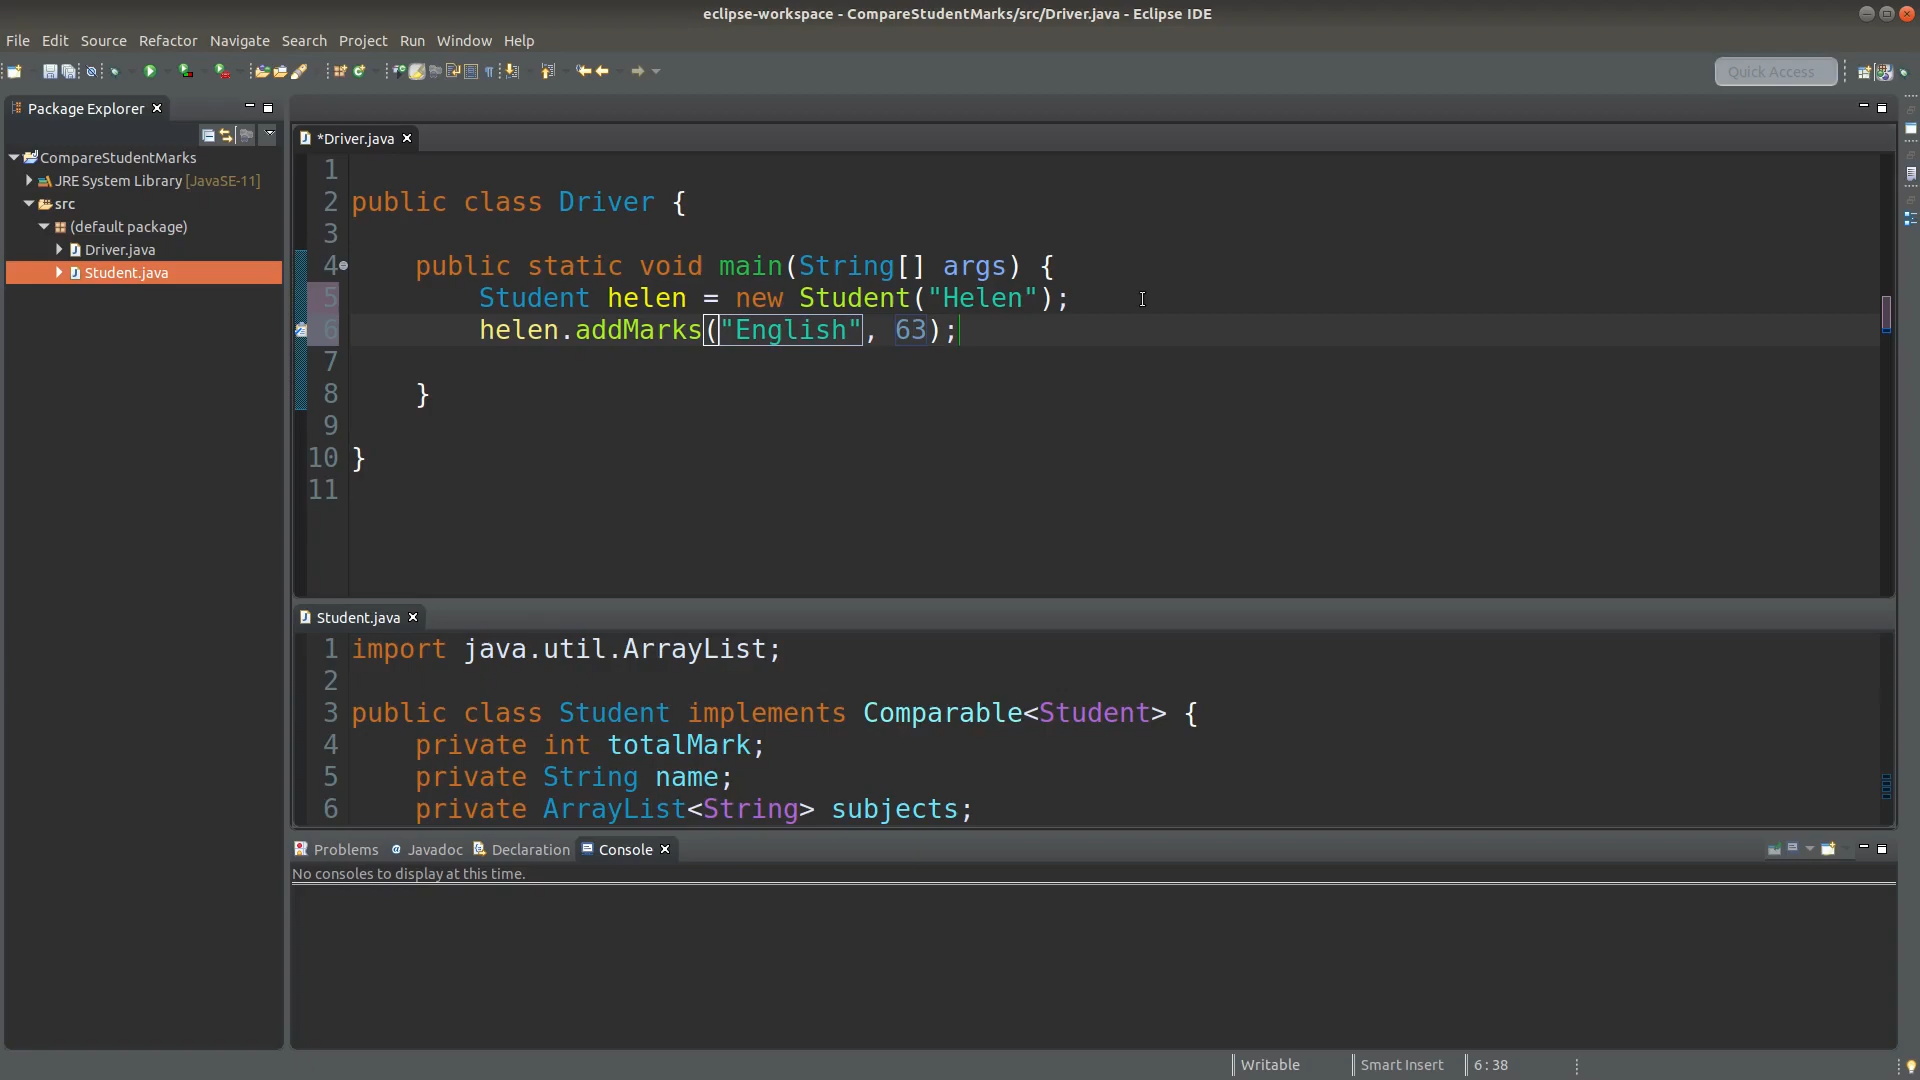 eclipse-workspace - CompareStudentMarks/src/Driver.java - Eclipse IDE
File Edit Source Refactor Navigate Search Project Run Window Help
Quick Access
Package Explorer
CompareStudentMarks
JRE System Library [JavaSE-11]
src
(default package)
Driver.java
Student.java
*Driver.java
1
2 public class Driver {
3
4 public static void main(String[] args) {
5 Student helen = new Student("Helen");
6 helen.addMarks("English", 63);
7
8 }
9
10 }
11
Student.java
1 import java.util.ArrayList;
2
3 public class Student implements Comparable<Student> {
4 private int totalMark;
5 private String name;
6 private ArrayList<String> subjects;
Problems Javadoc Declaration Console
No consoles to display at this time.
Writable Smart Insert 6 : 38